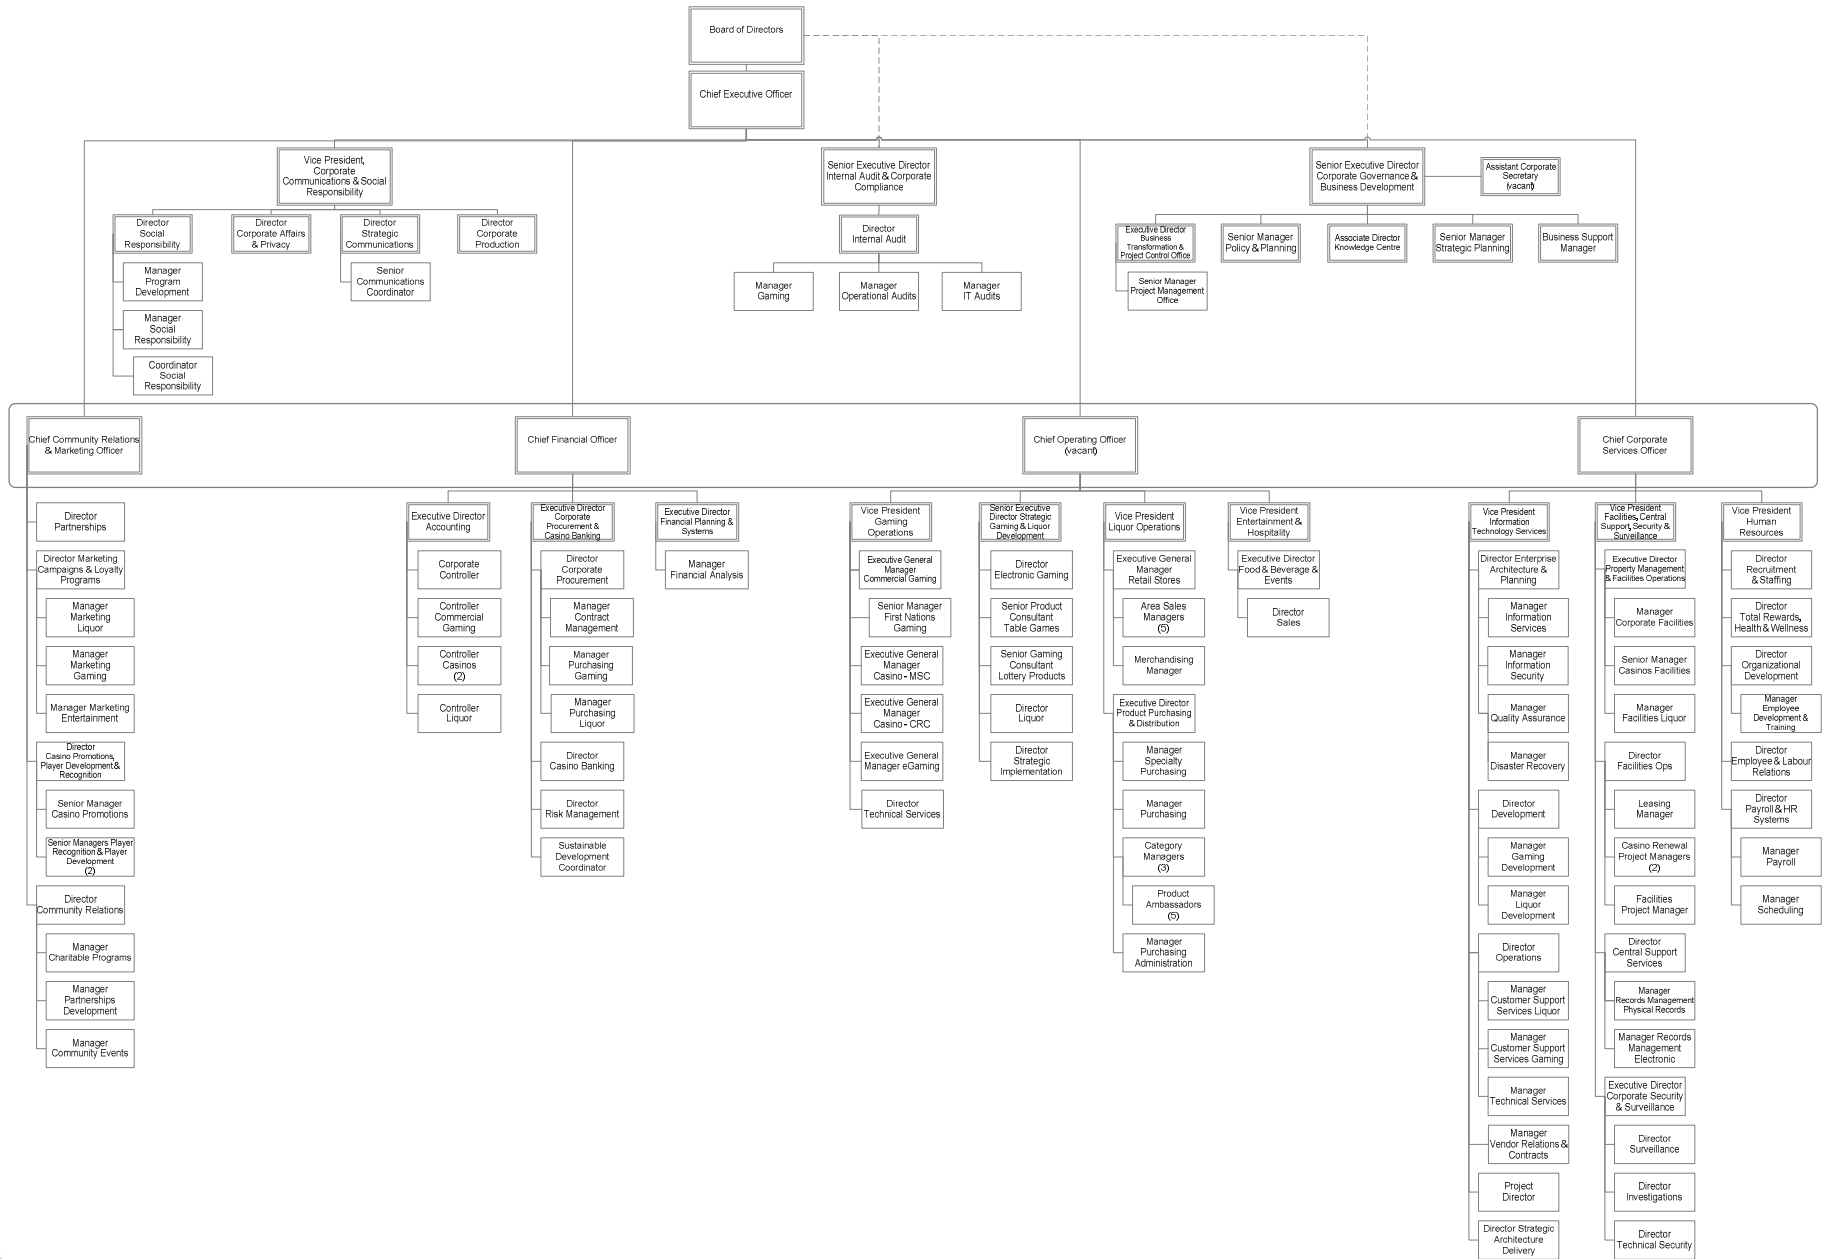 Board of Directors
Chief Executive Officer
Vice President,
Corporate
Communications & Social
Responsibility
Director
Social
Responsibility
Manager
Program
Development
Manager
Social
Responsibility
Coordinator
Social
Responsibility
Director
Corporate Affairs
& Privacy
Director
Strategic
Communications
Senior
Communications
Coordinator
Director
Corporate
Production
Senior Executive Director
Internal Audit & Corporate
Compliance
Director
Internal Audit
Manager
Gaming
Manager
Operational Audits
Manager
IT Audits
Senior Executive Director
Corporate Governance &
Business Development
Assistant Corporate
Secretary
(vacant)
Executive Director
Business
Transformation &
Project Control Office
Senior Manager
Project Management
Office
Senior Manager
Policy & Planning
Associate Director
Knowledge Centre
Senior Manager
Strategic Planning
Business Support
Manager
Chief Community Relations
& Marketing Officer
Director
Partnerships
Director Marketing
Campaigns & Loyalty
Programs
Manager
Marketing
Liquor
Manager
Marketing
Gaming
Manager Marketing
Entertainment
Director
Casino Promotions,
Player Development &
Recognition
Senior Manager
Casino Promotions
Senior Managers Player
Recognition & Player
Development
(2)
Director
Community Relations
Manager
Charitable Programs
Manager
Partnerships
Development
Manager
Community Events
Chief Financial Officer
Executive Director
Accounting
Corporate
Controller
Controller
Commercial
Gaming
Controller
Casinos
(2)
Controller
Liquor
Executive Director
Corporate
Procurement &
Casino Banking
Director
Corporate
Procurement
Manager
Contract
Management
Manager
Purchasing
Gaming
Manager
Purchasing
Liquor
Director
Casino Banking
Director
Risk Management
Sustainable
Development
Coordinator
Executive Director
Financial Planning &
Systems
Manager
Financial Analysis
Chief Operating Officer
(vacant)
Vice President
Gaming
Operations
Executive General
Manager
Commercial Gaming
Senior Manager
First Nations
Gaming
Executive General
Manager
Casino - MSC
Executive General
Manager
Casino - CRC
Executive General
Manager eGaming
Director
Technical Services
Senior Executive
Director Strategic
Gaming & Liquor
Development
Director
Electronic Gaming
Senior Product
Consultant
Table Games
Senior Gaming
Consultant
Lottery Products
Director
Liquor
Director
Strategic
Implementation
Vice President
Liquor Operations
Executive General
Manager
Retail Stores
Area Sales
Managers
(5)
Merchandising
Manager
Executive Director
Product Purchasing
& Distribution
Manager
Specialty
Purchasing
Manager
Purchasing
Category
Managers
(3)
Product
Ambassadors
(5)
Manager
Purchasing
Administration
Vice President
Entertainment &
Hospitality
Executive Director
Food & Beverage &
Events
Director
Sales
Chief Corporate
Services Officer
Vice President
Information
Technology Services
Director Enterprise
Architecture &
Planning
Manager
Information
Services
Manager
Information
Security
Manager
Quality Assurance
Manager
Disaster Recovery
Director
Development
Manager
Gaming
Development
Manager
Liquor
Development
Director
Operations
Manager
Customer Support
Services Liquor
Manager
Customer Support
Services Gaming
Manager
Technical Services
Manager
Vendor Relations &
Contracts
Project
Director
Director Strategic
Architecture
Delivery
Vice President
Facilities, Central
Support, Security &
Surveillance
Executive Director
Property Management
& Facilities Operations
Manager
Corporate Facilities
Senior Manager
Casinos Facilities
Manager
Facilities Liquor
Director
Facilities Ops
Leasing
Manager
Casino Renewal
Project Managers
(2)
Facilities
Project Manager
Director
Central Support
Services
Manager
Records Management
Physical Records
Manager Records
Management
Electronic
Executive Director
Corporate Security
& Surveillance
Director
Surveillance
Director
Investigations
Director
Technical Security
Vice President
Human
Resources
Director
Recruitment
& Staffing
Director
Total Rewards,
Health & Wellness
Director
Organizational
Development
Manager
Employee
Development &
Training
Director
Employee & Labour
Relations
Director
Payroll & HR
Systems
Manager
Payroll
Manager
Scheduling